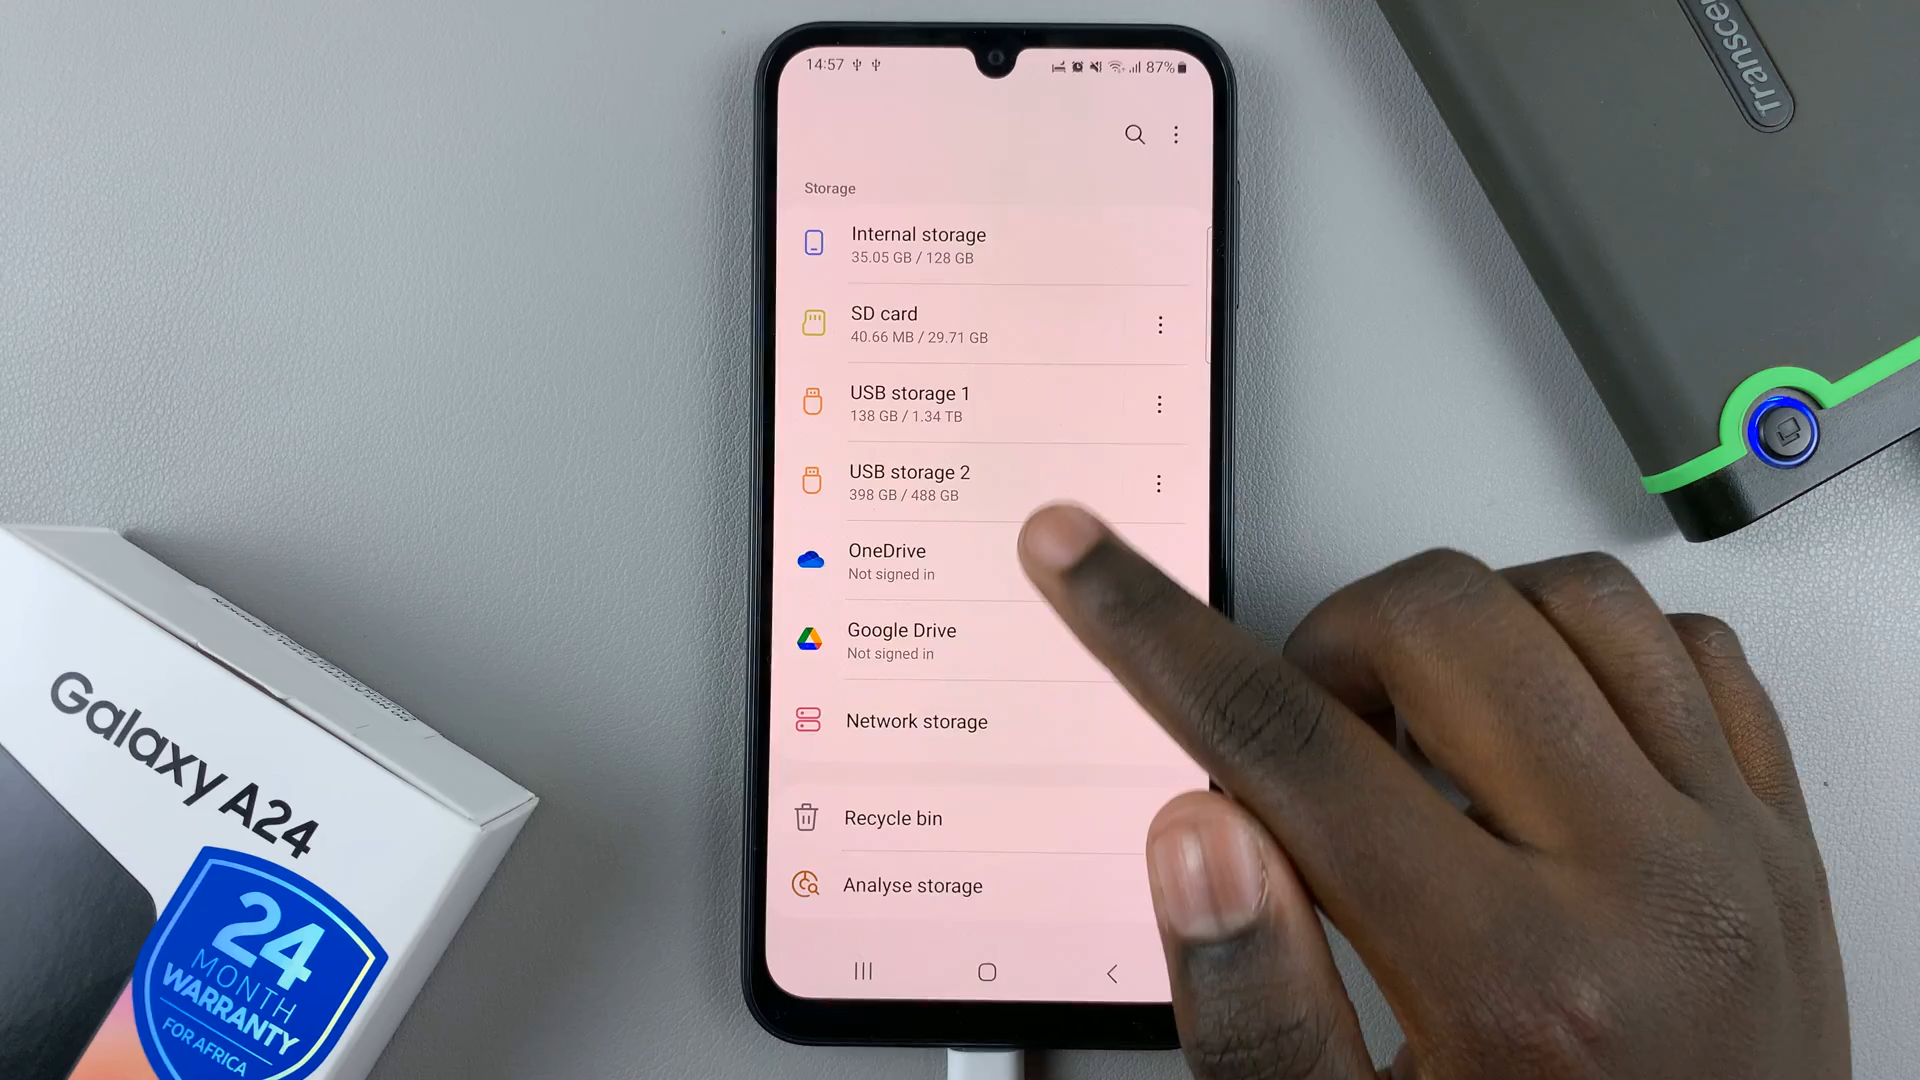 14:57
87%
Storage
Internal storage
35.05 GB / 128 GB
SD card
40.66 MB / 29.71 GB
USB storage 1
138 GB / 1.34 TB
USB storage 2
398 GB / 488 GB
OneDrive
Not signed in
Google Drive
Not signed in
Network storage
Recycle bin
Analyse storage
Galaxy A24
24
MONTH
WARRANTY
FOR AFRICA
Transcen